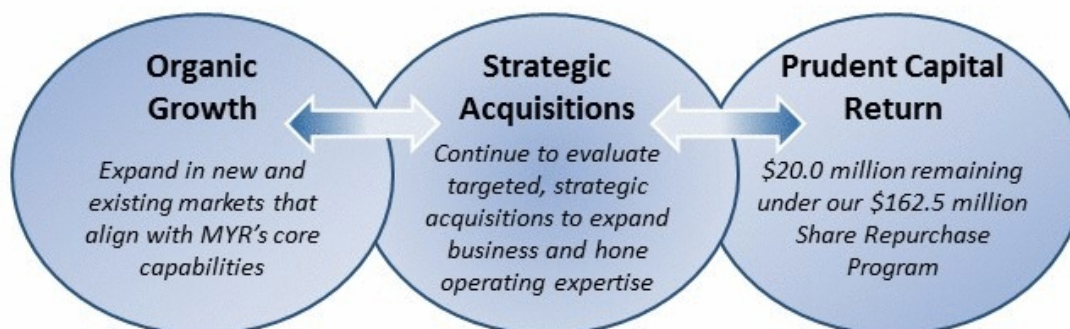 Organic
Growth
Expand in new and
existing markets that
align with MYR's core
capabilities
Strategic
Acquisitions
Continue to evaluate
targeted, strategic
acquisitions to expand
business and hone
operating expertise
Prudent Capital
Return
$20.0 million remaining
under our $162.5 million
Share Repurchase
Program